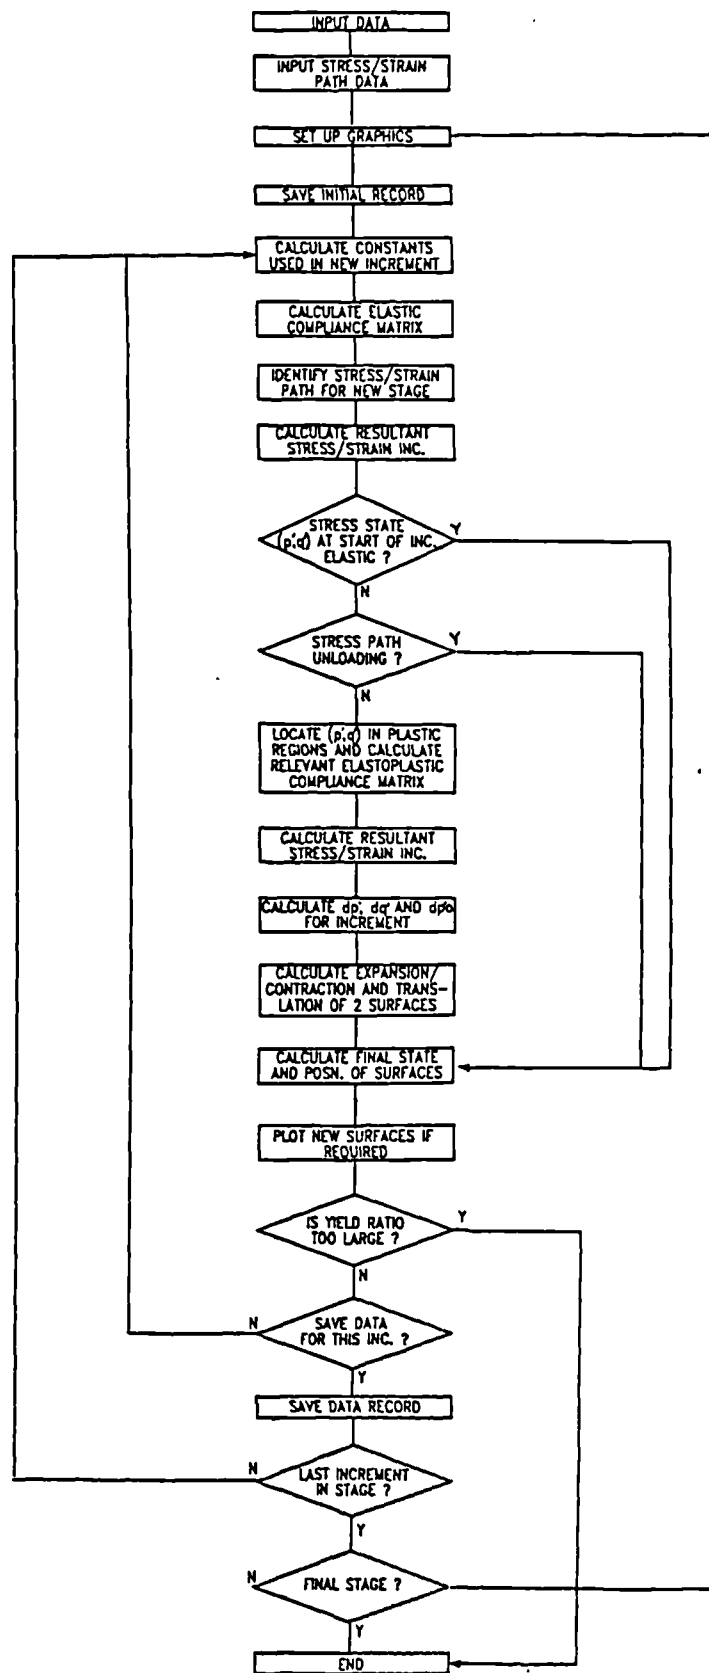 INPUT DATA
INPUT STRESS/STRAIN
PATH DATA
SET UP GRAPHICS
SAVE INITIAL RECORD
CALCULATE CONSTANTS
USED IN NEW INCREMENT
CALCULATE ELASTIC
COMPLIANCE MATRIX
IDENTIFY STRESS/STRAIN
PATH FOR NEW STAGE
CALCULATE RESULTANT
STRESS/STRAIN INC.
STRESS STATE
(p',q') AT START OF INC.
ELASTIC ?
Y
N
STRESS PATH
UNLOADING ?
Y
N
LOCATE (p',q') IN PLASTIC
REGIONS AND CALCULATE
RELEVANT ELASTOPLASTIC
COMPLIANCE MATRIX
CALCULATE RESULTANT
STRESS/STRAIN INC.
CALCULATE dp', dq' AND dp'o
FOR INCREMENT
CALCULATE EXPANSION/
CONTRACTION AND TRANS-
LATION OF 2 SURFACES
CALCULATE FINAL STATE
AND POSN. OF SURFACES
PLOT NEW SURFACES IF
REQUIRED
IS YIELD RATIO
TOO LARGE ?
Y
N
SAVE DATA
FOR THIS INC. ?
N
Y
SAVE DATA RECORD
LAST INCREMENT
IN STAGE ?
N
Y
FINAL STAGE ?
N
Y
END